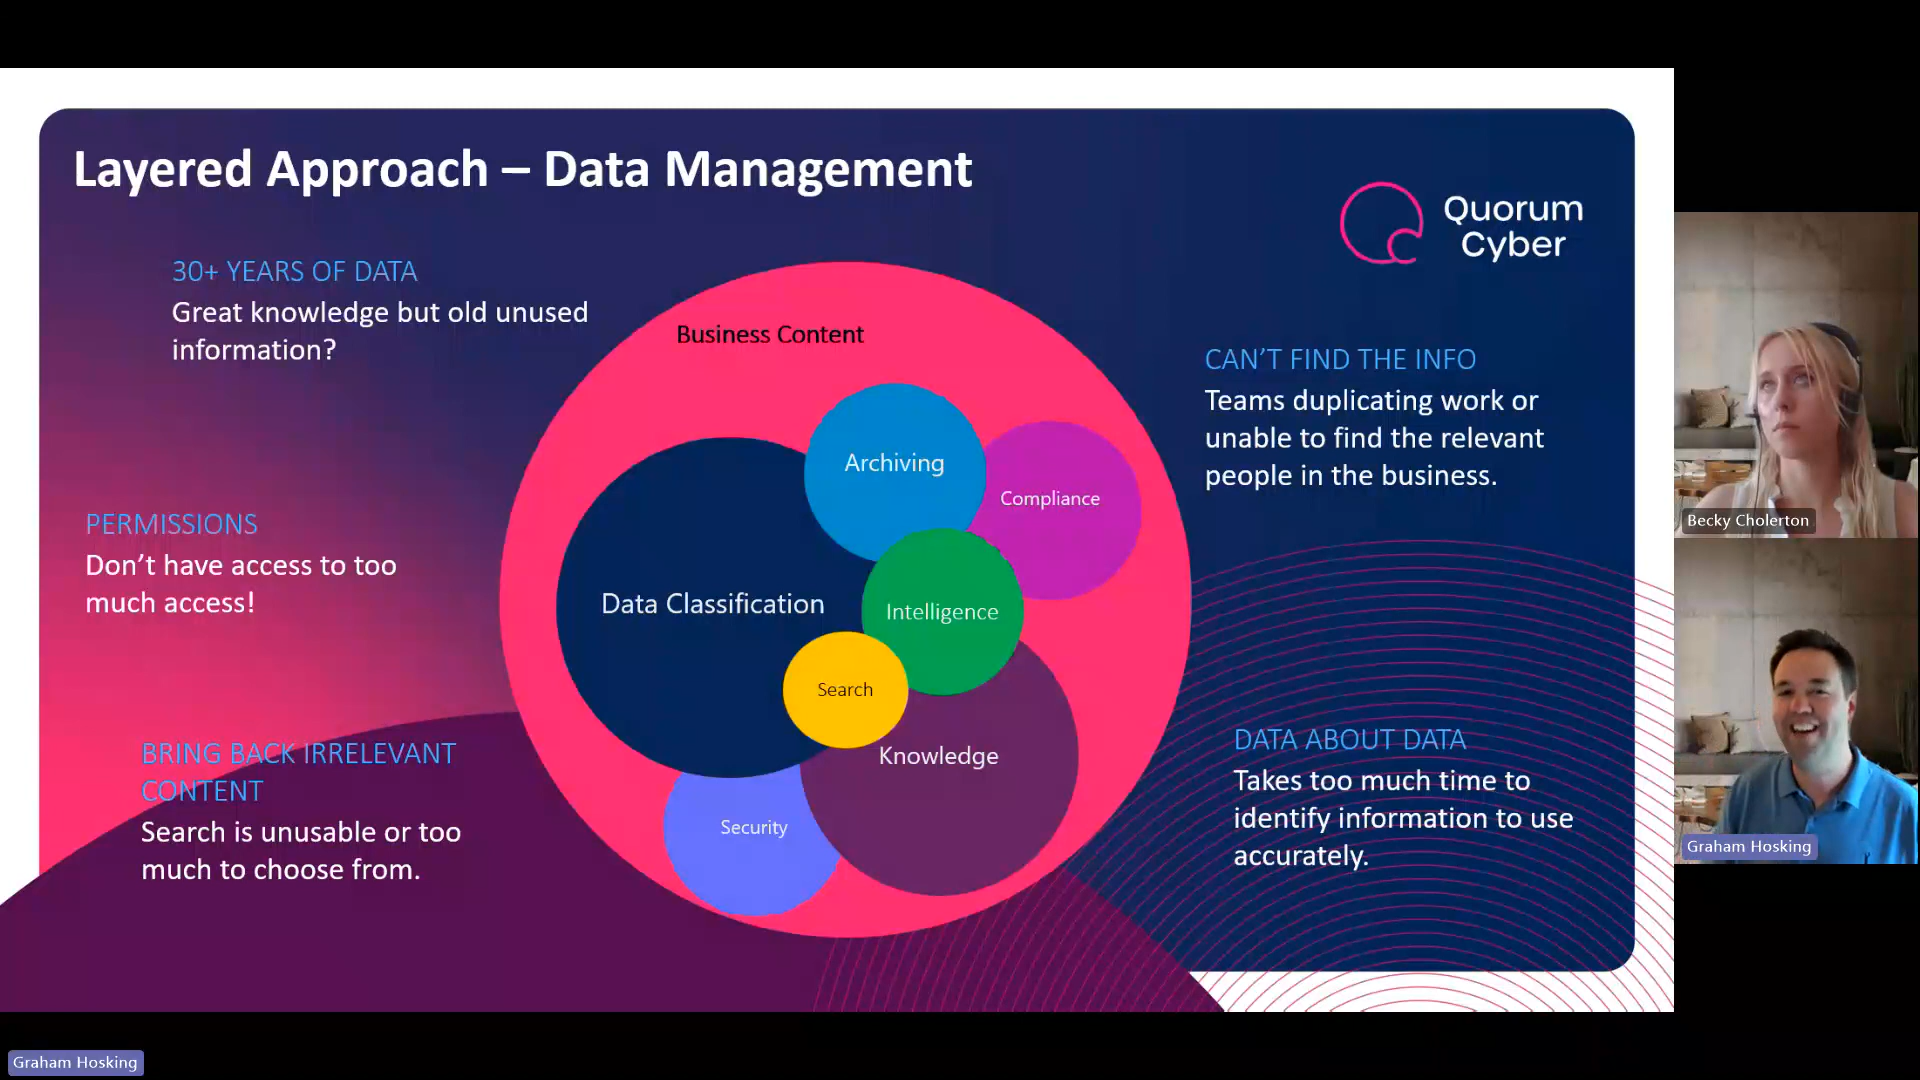 Layered Approach – Data Management
Quorum
Cyber
30+ YEARS OF DATA
Great knowledge but old unused
information?
PERMISSIONS
Don’t have access to too
much access!
BRING BACK IRRELEVANT
CONTENT
Search is unusable or too
much to choose from.
Business Content
Archiving
Compliance
Data Classification
Intelligence
Search
Knowledge
Security
CAN’T FIND THE INFO
Teams duplicating work or
unable to find the relevant
people in the business.
DATA ABOUT DATA
Takes too much time to
identify information to use
accurately.
Becky Cholerton
Graham Hosking
Graham Hosking